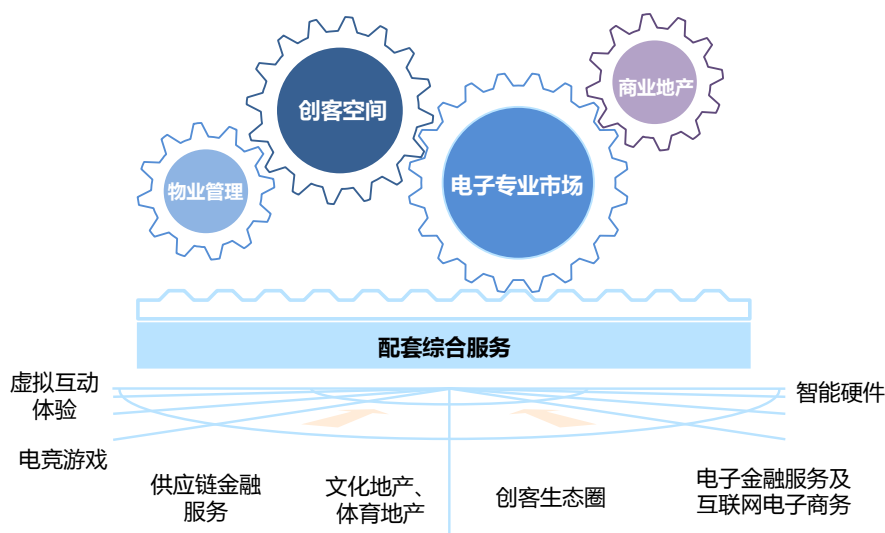 创客空间
商业地产
物业管理
电子专业市场
配套综合服务
虚拟互动
体验
智能硬件
电竞游戏
供应链金融
服务
文化地产、
体育地产
创客生态圈
电子金融服务及
互联网电子商务